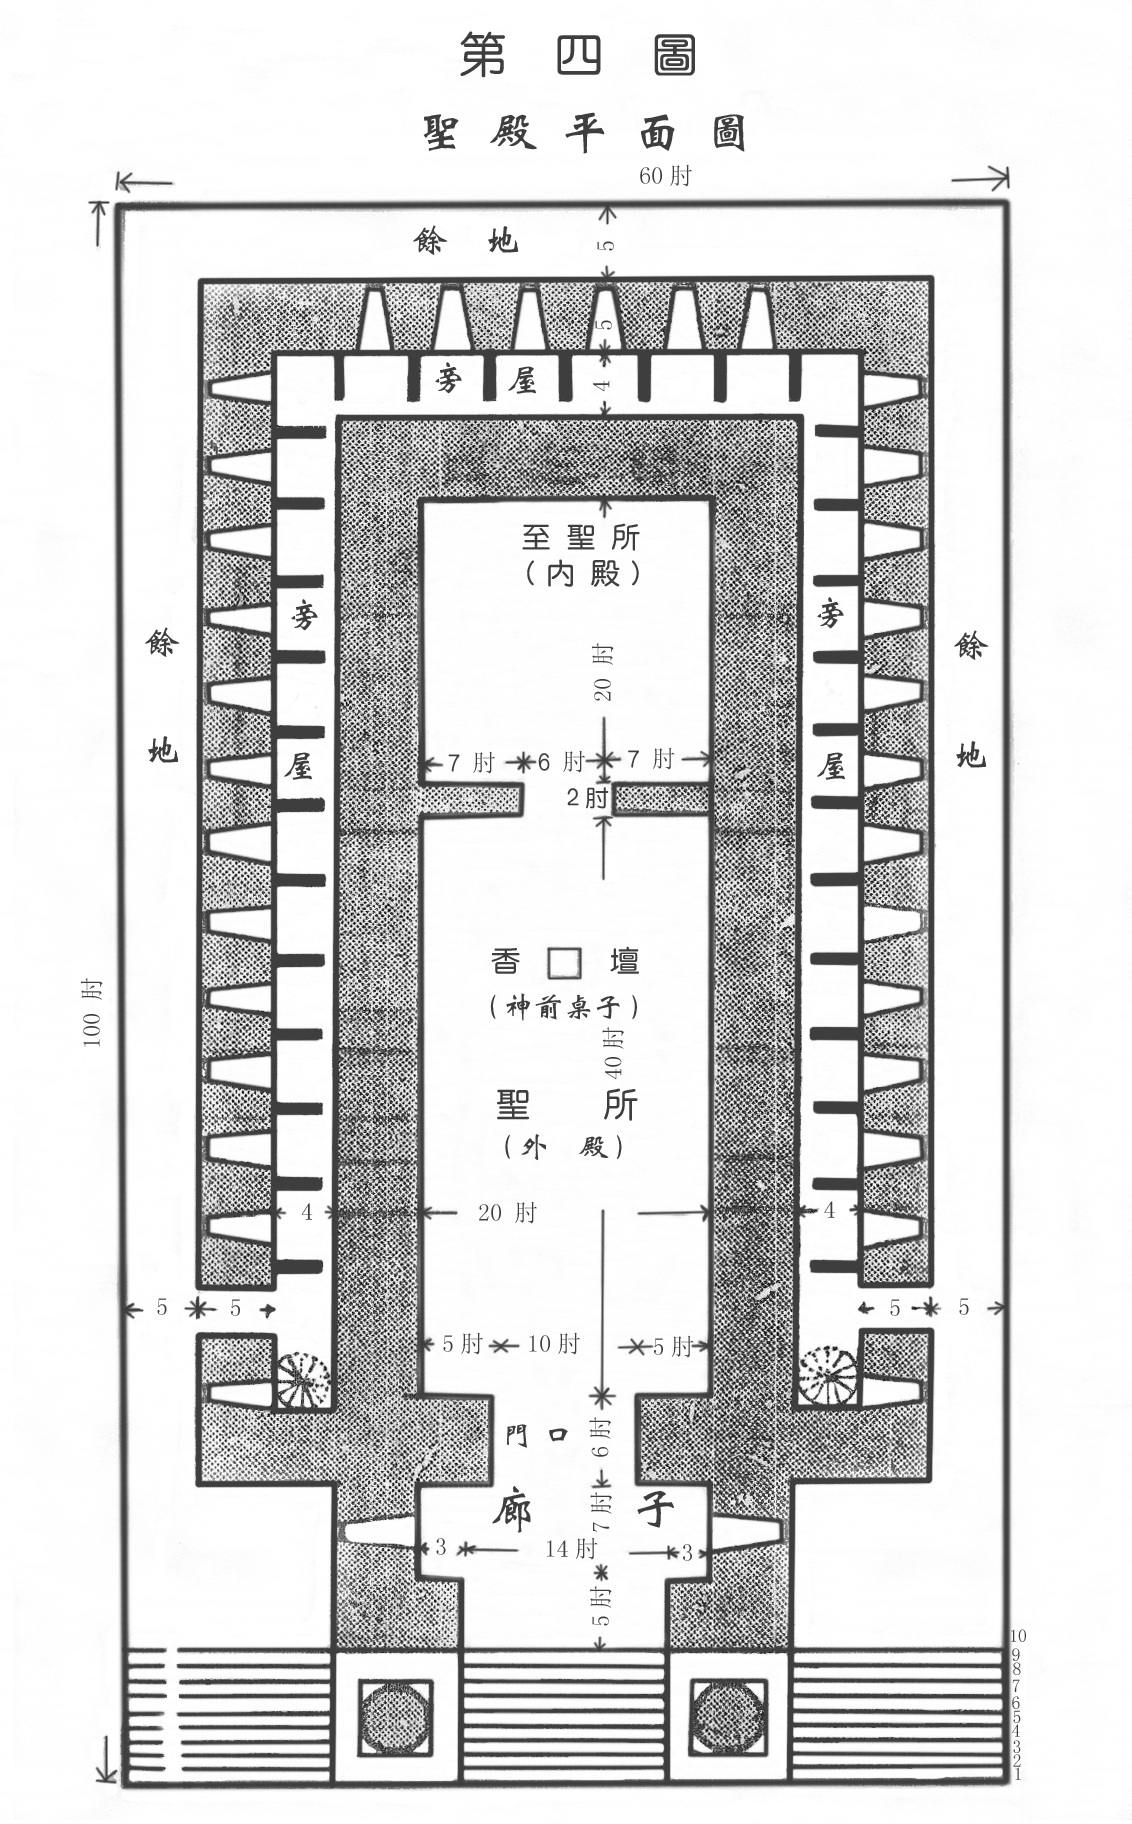 第四圖
聖殿平面圖
60 肘
餘地
5
5
旁屋
4
至聖所
(內殿)
旁屋
旁屋
餘地
餘地
20 肘
7 肘 6 肘 7 肘
2肘
100 肘
香壇
(神前桌子)
40 肘
聖所
(外殿)
4 20 肘 4
5 5 5 5
5 肘 10 肘 5 肘
門口
6 肘
廊子
7 肘
3 14 肘 3
5 肘
10
9
8
7
6
5
4
3
2
1